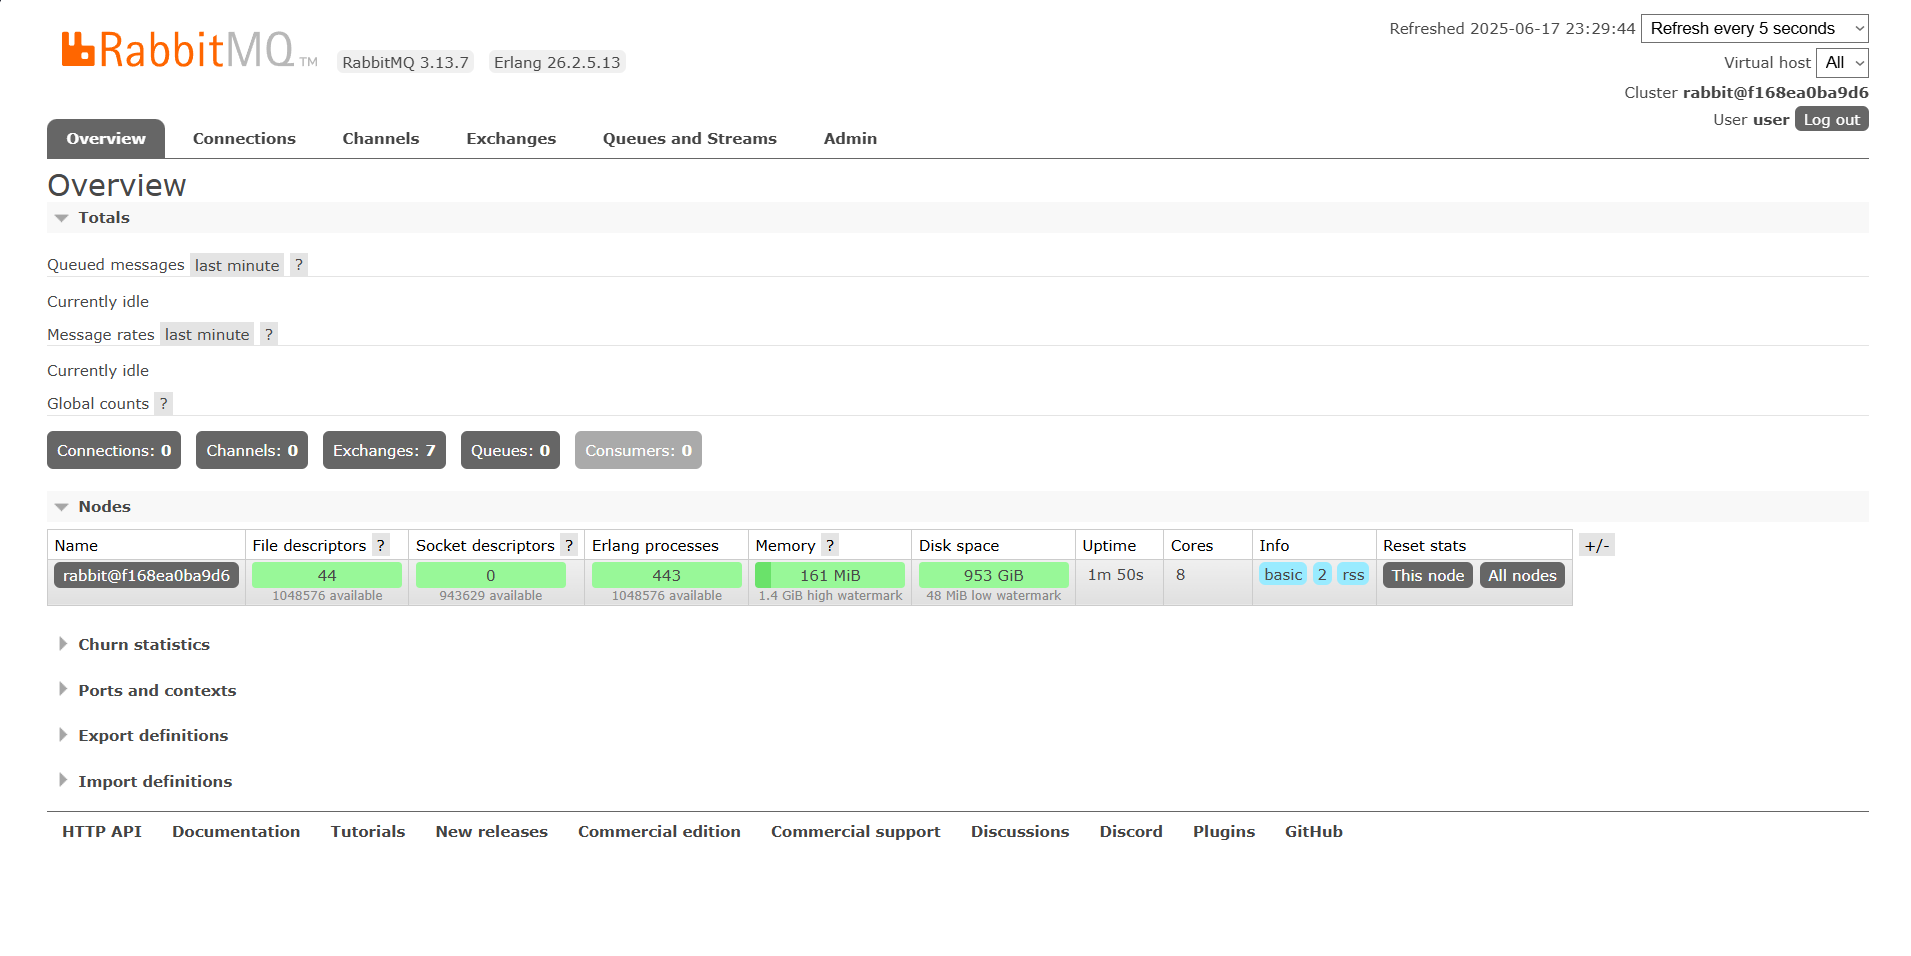 RabbitMQ TM RabbitMQ 3.13.7 Erlang 26.2.5.13
Refreshed 2025-06-17 23:29:44 Refresh every 5 seconds
Virtual host All
Cluster rabbit@f168ea0ba9d6
User user Log out
Overview Connections Channels Exchanges Queues and Streams Admin
Overview
Totals
Queued messages last minute ?
Currently idle
Message rates last minute ?
Currently idle
Global counts ?
Connections: 0 Channels: 0 Exchanges: 7 Queues: 0 Consumers: 0
Nodes
Name File descriptors ? Socket descriptors ? Erlang processes Memory ? Disk space Uptime Cores Info Reset stats +/-
rabbit@f168ea0ba9d6 44 0 443 161 MiB 953 GiB 1m 50s 8 basic 2 rss This node All nodes
1048576 available 943629 available 1048576 available 1.4 GiB high watermark 48 MiB low watermark
Churn statistics
Ports and contexts
Export definitions
Import definitions
HTTP API Documentation Tutorials New releases Commercial edition Commercial support Discussions Discord Plugins GitHub